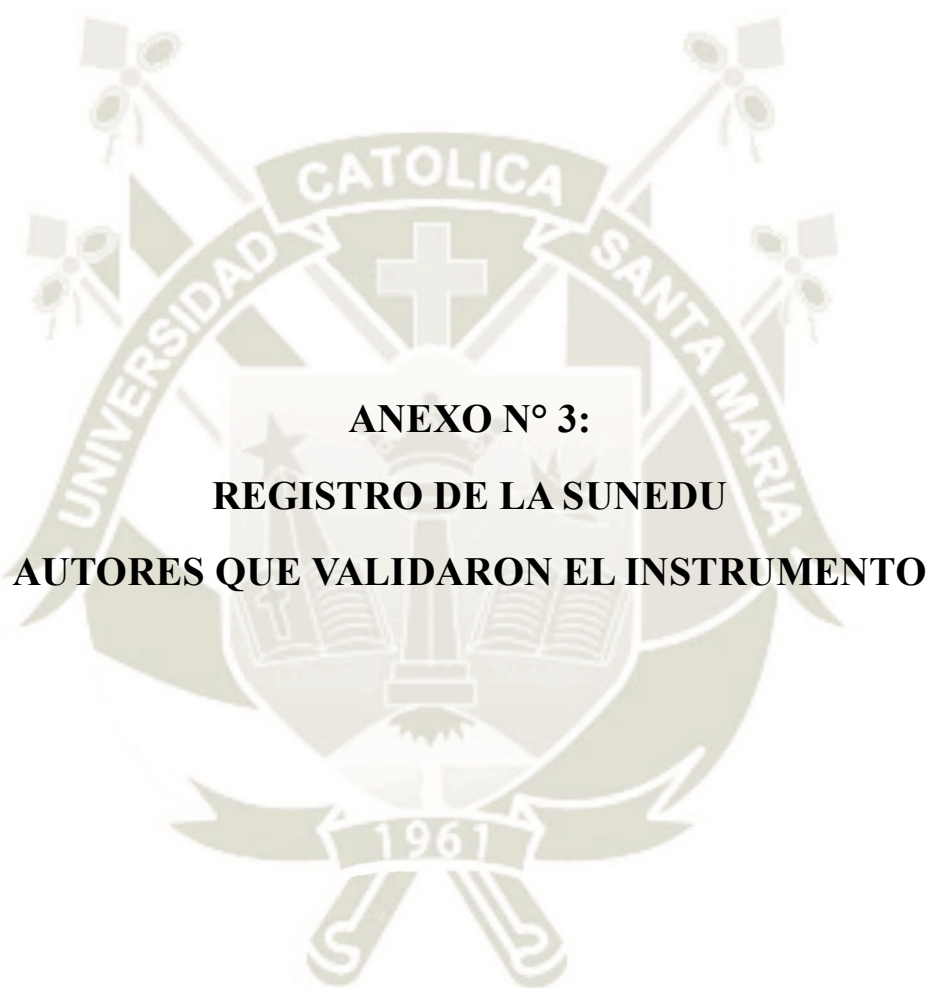 UNIVERSIDAD CATOLICA SANTA MARIA
ANEXO N° 3:
REGISTRO DE LA SUNEDU
AUTORES QUE VALIDARON EL INSTRUMENTO
1961